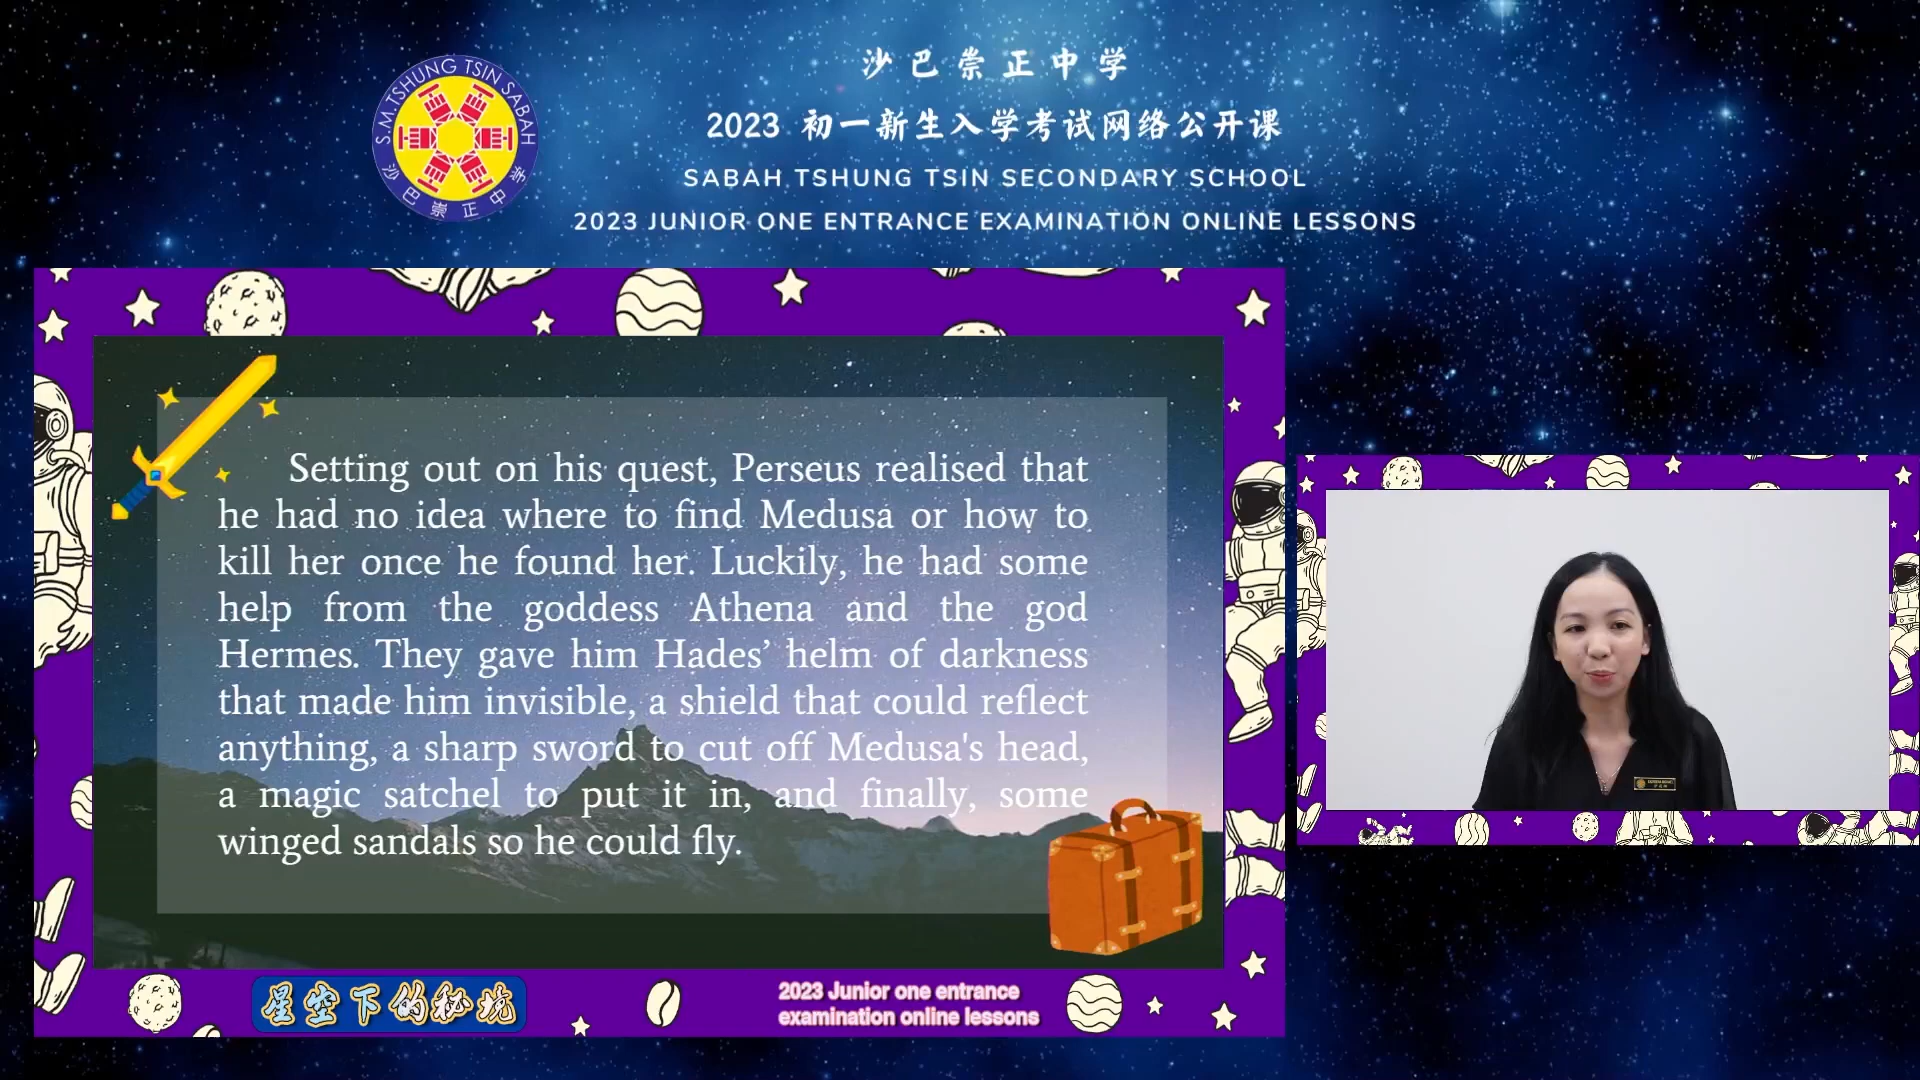 S.M. TSHUNG TSIN SABAH
沙巴崇正中学
沙巴崇正中学
2023 初一新生入学考试网络公开课
SABAH TSHUNG TSIN SECONDARY SCHOOL
2023 JUNIOR ONE ENTRANCE EXAMINATION ONLINE LESSONS
Setting out on his quest, Perseus realised that
he had no idea where to find Medusa or how to
kill her once he found her. Luckily, he had some
help from the goddess Athena and the god
Hermes. They gave him Hades’ helm of darkness
that made him invisible, a shield that could reflect
anything, a sharp sword to cut off Medusa's head,
a magic satchel to put it in, and finally, some
winged sandals so he could fly.
星空下的秘境
2023 Junior one entrance
examination online lessons